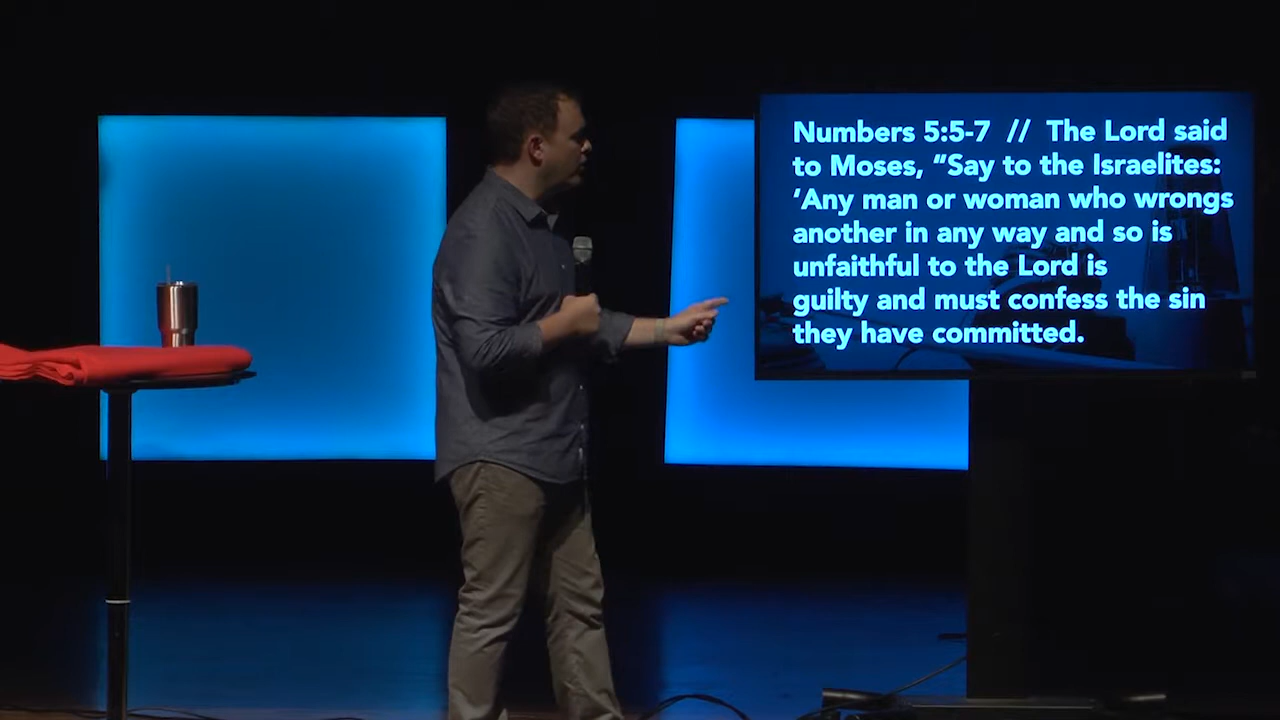 Numbers 5:5-7 // The Lord said
to Moses, "Say to the Israelites:
'Any man or woman who wrongs
another in any way and so is
unfaithful to the Lord is
guilty and must confess the sin
they have committed.